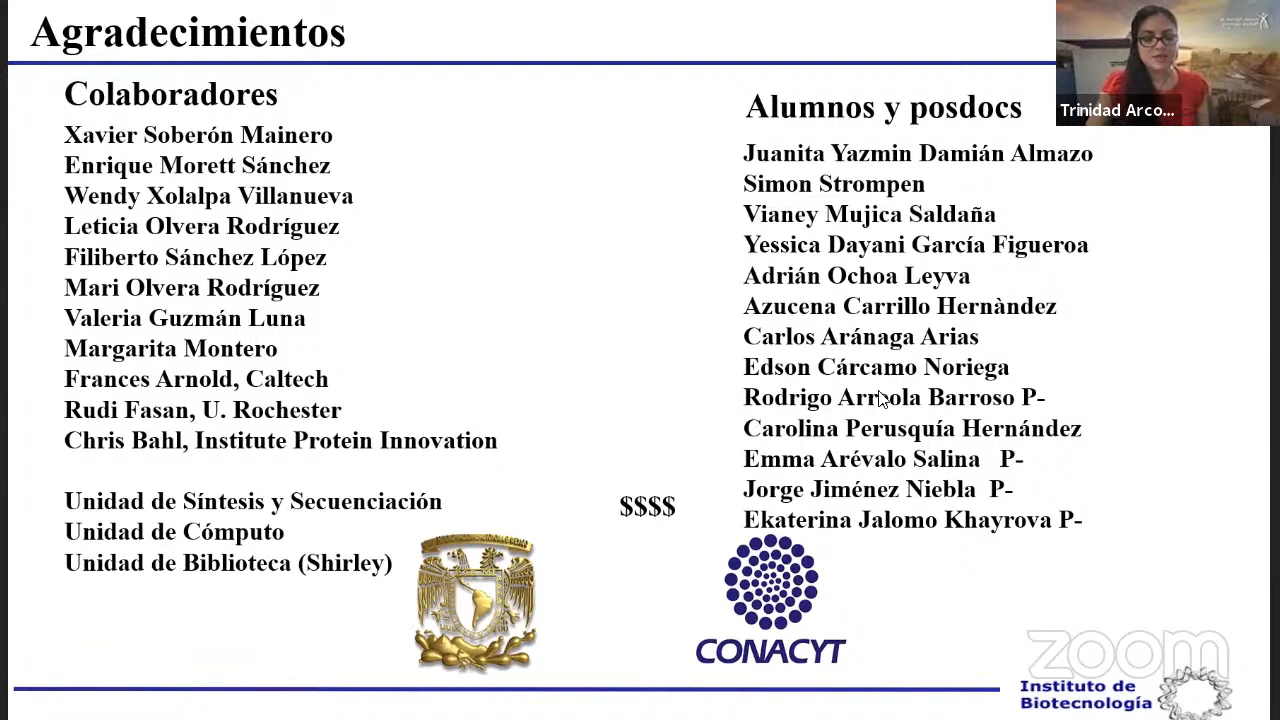 Agradecimientos
Colaboradores
Xavier Soberón Mainero
Enrique Morett Sánchez
Wendy Xolalpa Villanueva
Leticia Olvera Rodríguez
Filiberto Sánchez López
Mari Olvera Rodríguez
Valeria Guzmán Luna
Margarita Montero
Frances Arnold, Caltech
Rudi Fasan, U. Rochester
Chris Bahl, Institute Protein Innovation
Unidad de Síntesis y Secuenciación
Unidad de Cómputo
Unidad de Biblioteca (Shirley)
$$$$
Alumnos y posdocs
Juanita Yazmin Damián Almazo
Simon Strompen
Vianey Mujica Saldaña
Yessica Dayani García Figueroa
Adrián Ochoa Leyva
Azucena Carrillo Hernàndez
Carlos Aránaga Arias
Edson Cárcamo Noriega
Rodrigo Barroso P-
Carolina Perusquía Hernández
Emma Arévalo Salina P-
Jorge Jiménez Niebla P-
Ekaterina Jalomo Khayrova P-
CONACYT
Trinidad Arco...
zoom
Instituto de
Biotecnología